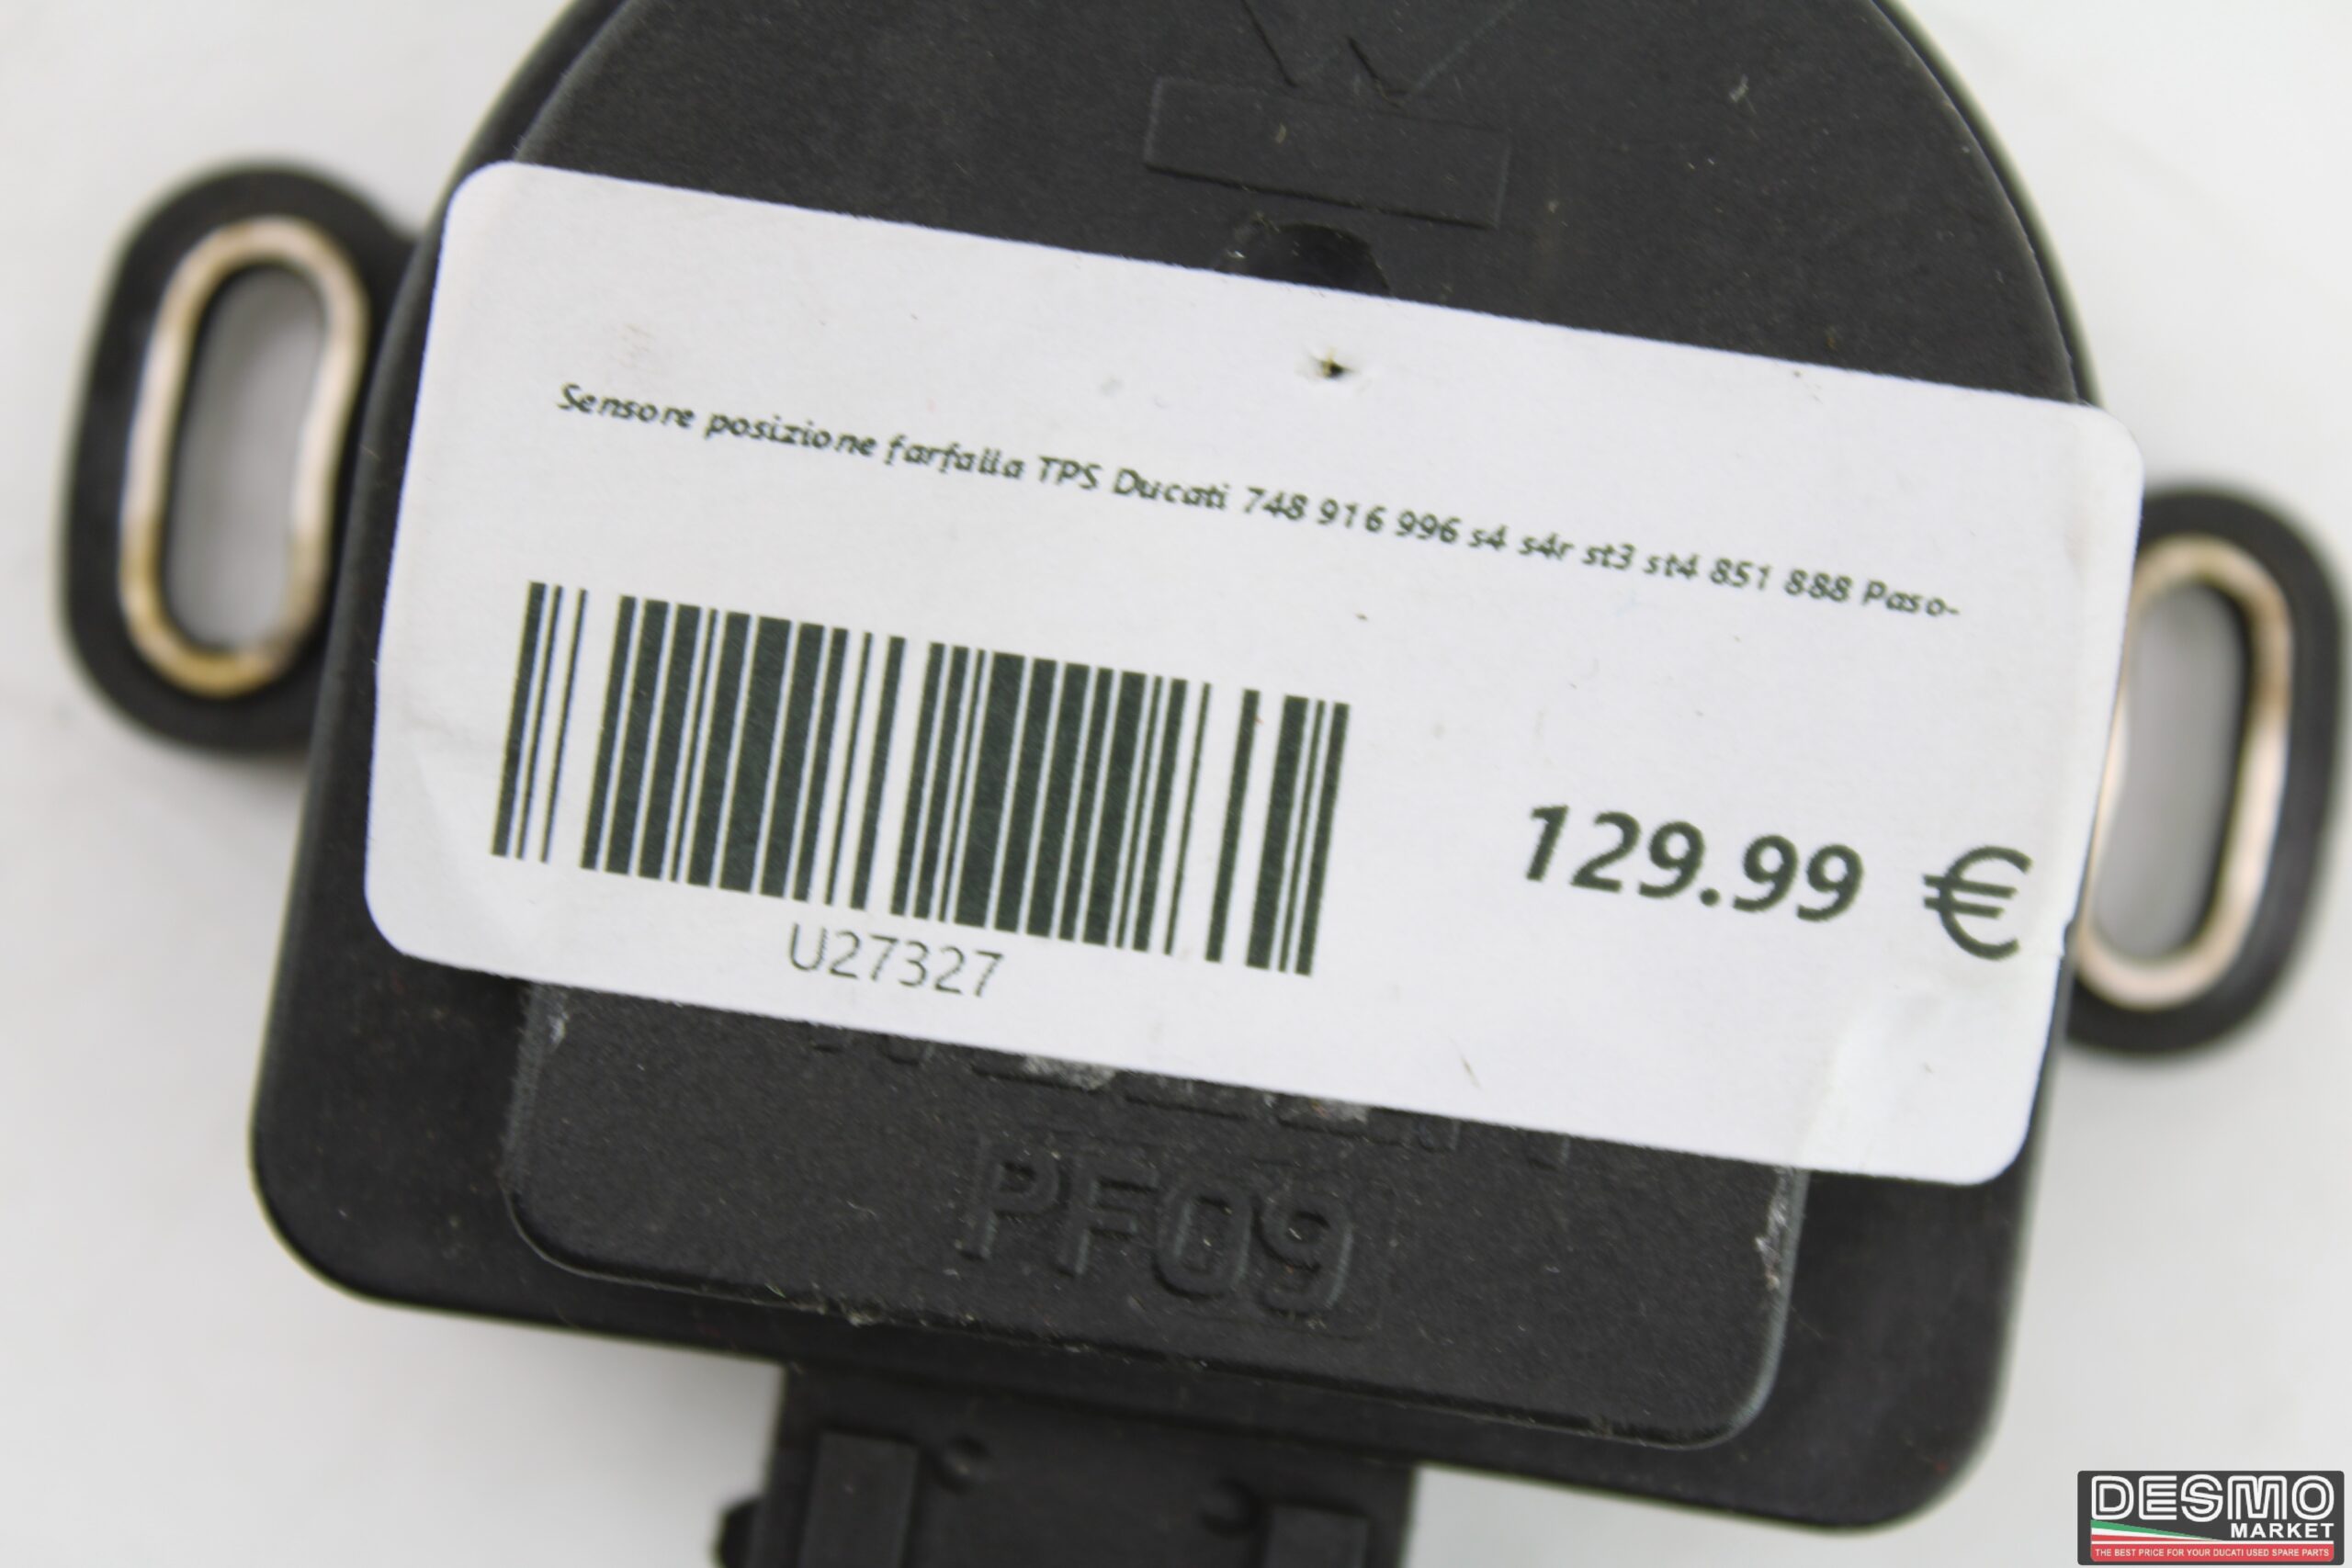 Sensore posizione farfalla TPS Ducati 748 916 996 s4 s4r st3 st4 851 888 Paso-
129.99 €
U27327
PF09
DESMO
MARKET
THE BEST PRICE FOR YOUR DUCATI USED SPARE PARTS